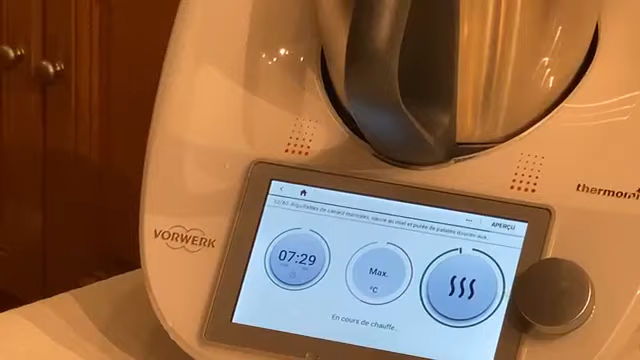 VORWERK
thermomi
APERÇU
aiguillettes de canard marinées, sauce au miel et purée de patates douces aux...
07:29
Max.
°C
En cours de chauffe...